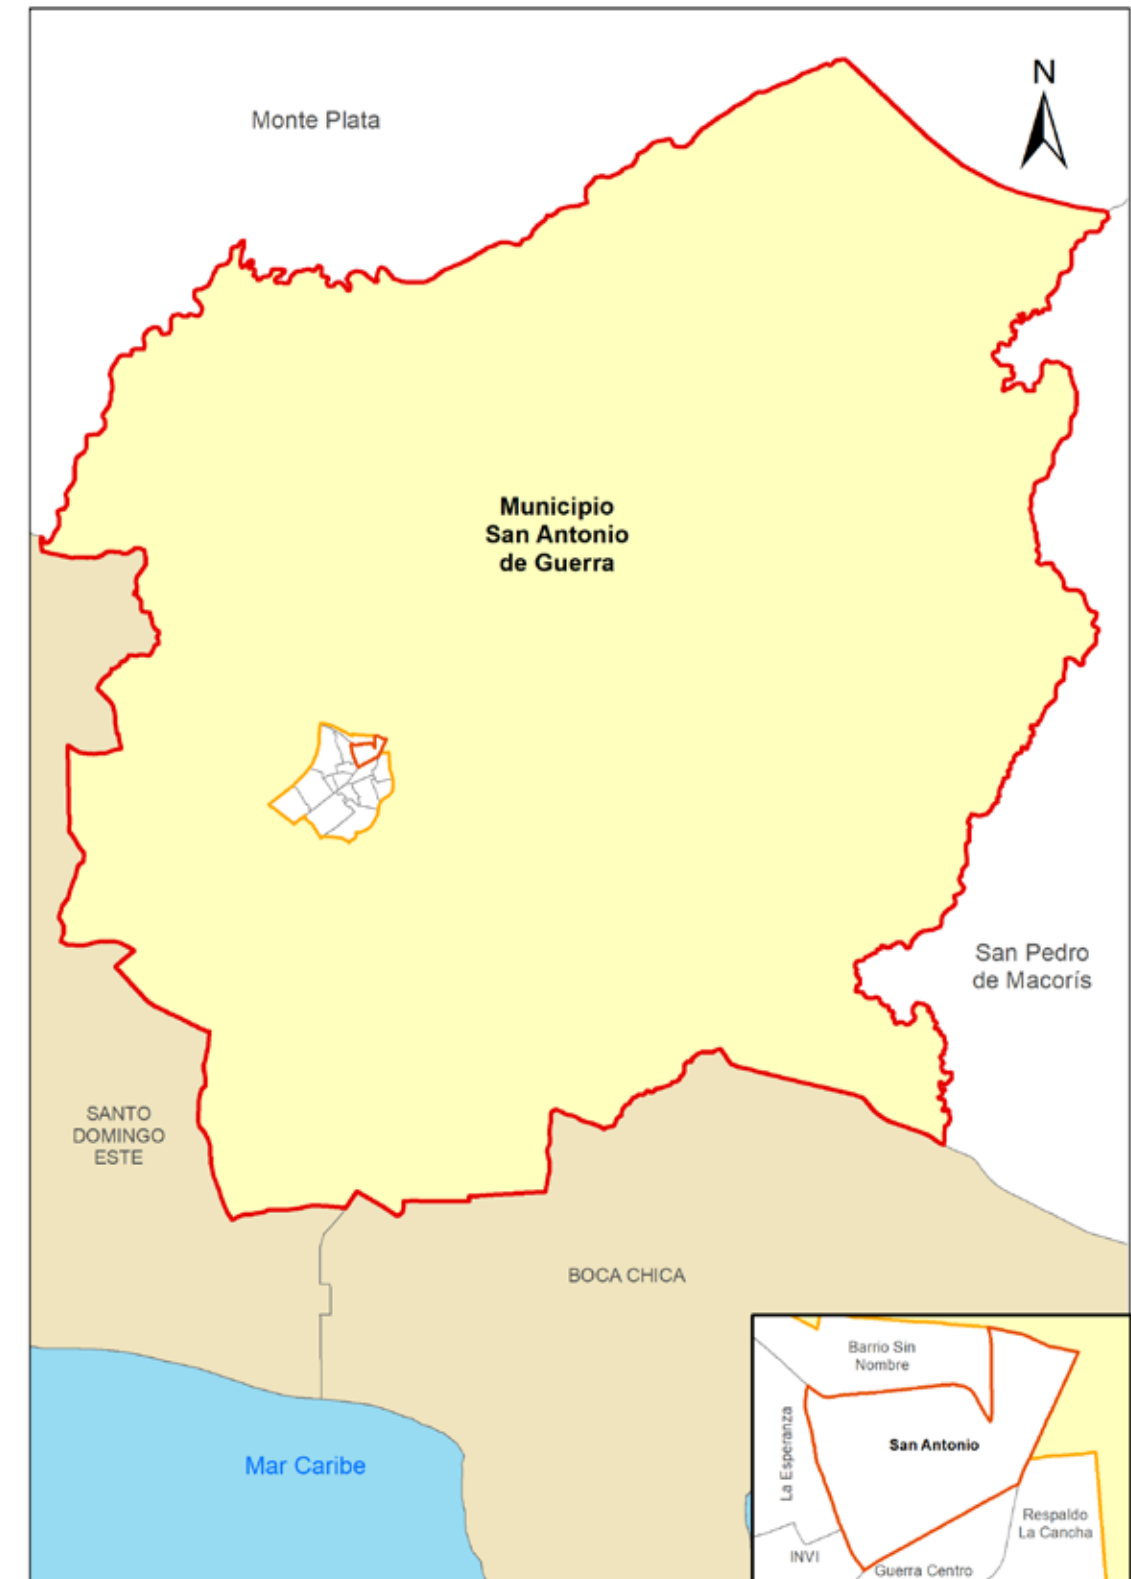 N
Monte Plata
Municipio
San Antonio
de Guerra
San Pedro
de Macorís
SANTO
DOMINGO
ESTE
BOCA CHICA
Mar Caribe
Barrio Sin
Nombre
La Esperanza
San Antonio
Respaldo
La Cancha
INVI
Guerra Centro